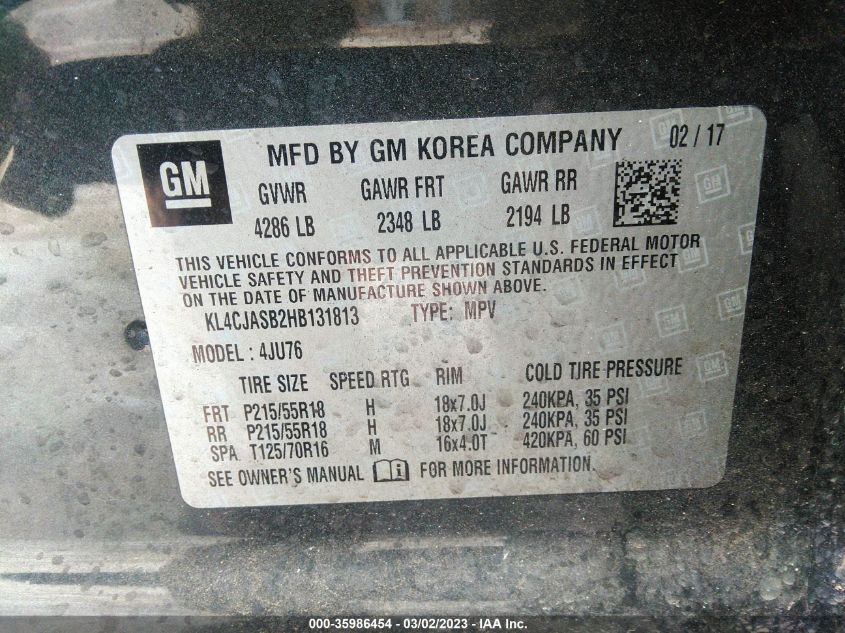 GM
MFD BY GM KOREA COMPANY 02 / 17
GVWR GAWR FRT GAWR RR
4286 LB 2348 LB 2194 LB
THIS VEHICLE CONFORMS TO ALL APPLICABLE U.S. FEDERAL MOTOR
VEHICLE SAFETY AND THEFT PREVENTION STANDARDS IN EFFECT
ON THE DATE OF MANUFACTURE SHOWN ABOVE.
KL4CJASB2HB131813 TYPE: MPV
MODEL : 4JU76
TIRE SIZE SPEED RTG RIM COLD TIRE PRESSURE
FRT P215/55R18 H 18x7.0J 240KPA, 35 PSI
RR P215/55R18 H 18x7.0J 240KPA, 35 PSI
SPA T125/70R16 M 16x4.0T 420KPA, 60 PSI
SEE OWNER'S MANUAL FOR MORE INFORMATION.
000-35986454 - 03/02/2023 - IAA Inc.